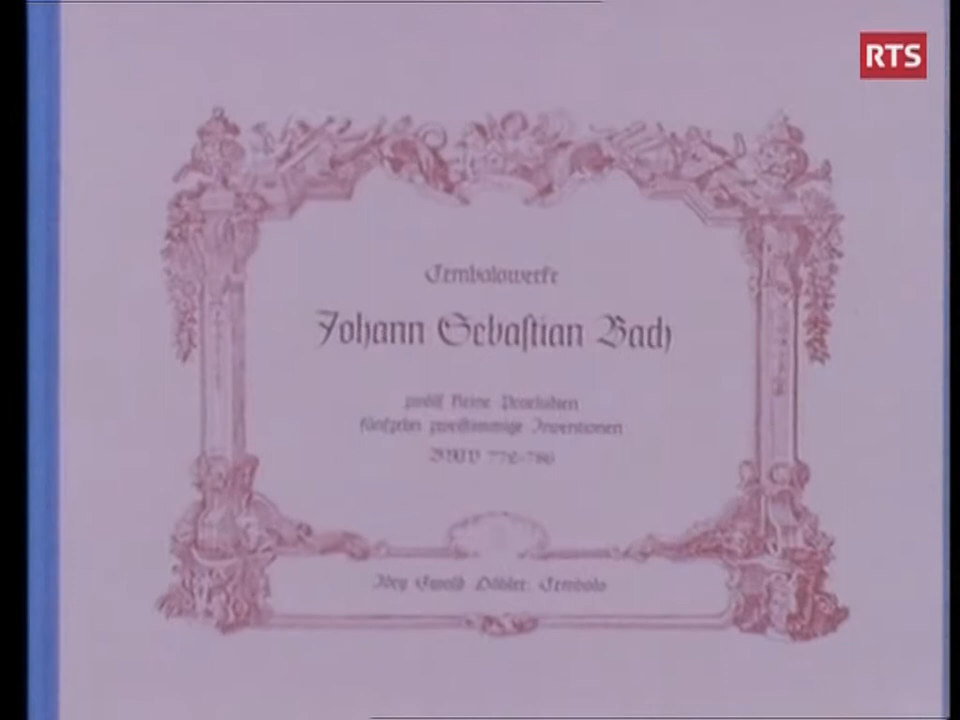 RTS
Cembalowerke
Johann Sebastian Bach
zwölf kleine Praeludien
fünfzehn zweistimmige Inventionen
BWV 772-786
Jörg Ewald Dähler, Cembalo